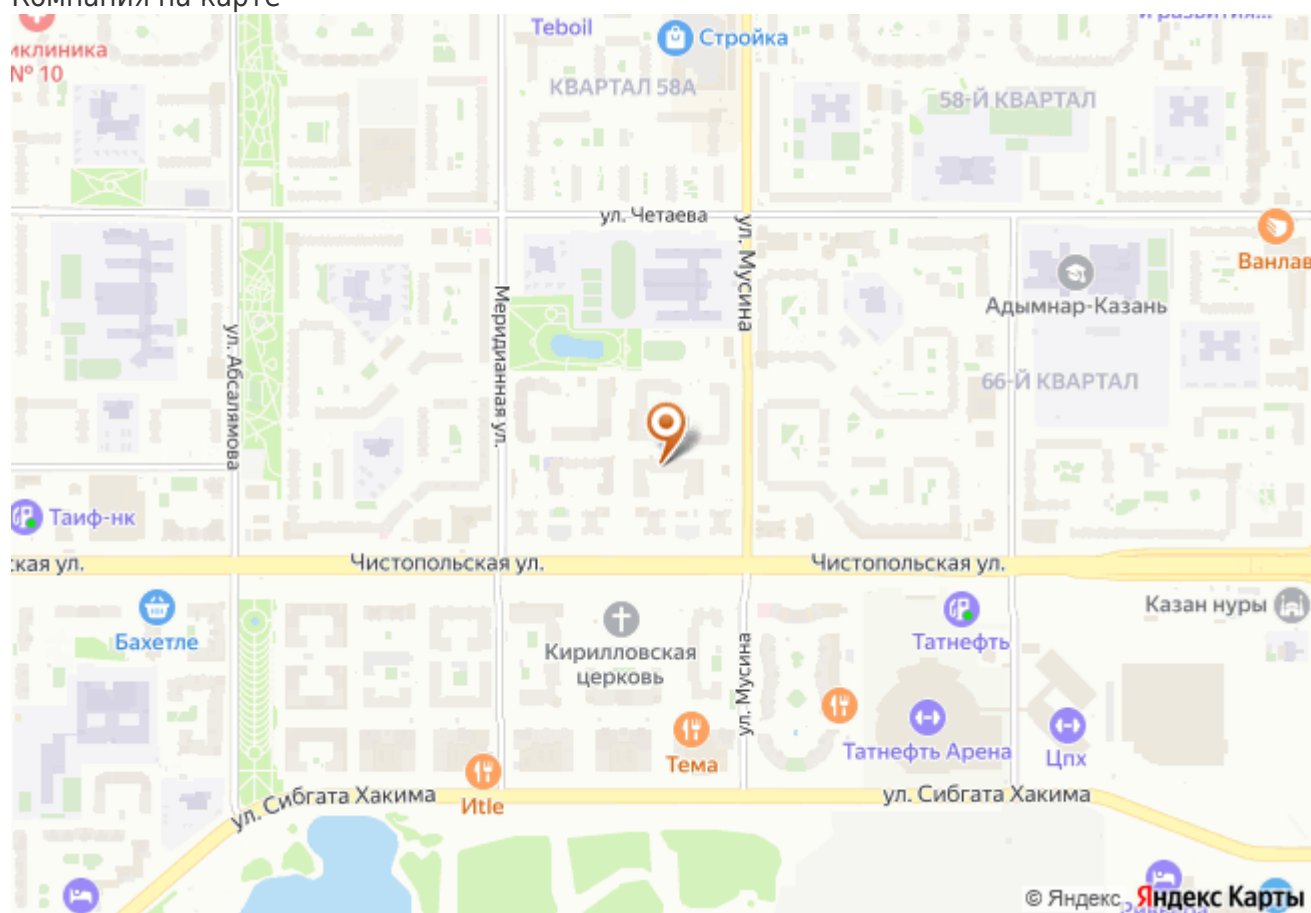 Компания на карте
Teboil
Стройка
и развития...
иклиника
№ 10
КВАРТАЛ 58А
58-Й КВАРТАЛ
ул. Четаева
ул. Мусина
Ванлав
Адымнар-Казань
Меридианная ул.
ул. Абсалямова
66-Й КВАРТАЛ
Таиф-нк
ская ул.
Чистопольская ул.
Чистопольская ул.
Казан нуры
Бахетле
Татнефть
Кирилловская
церковь
ул. Мусина
Татнефть Арена
Цпх
Тема
Иtle
ул. Сибгата Хакима
ул. Сибгата Хакима
© Яндекс Яндекс Карты